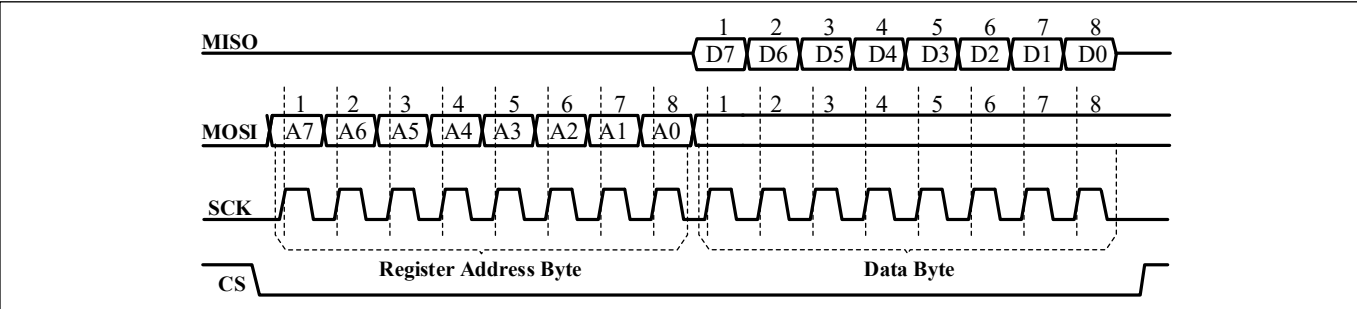 1 2 3 4 5 6 7 8
MISO D7 D6 D5 D4 D3 D2 D1 D0
1 2 3 4 5 6 7 8 1 2 3 4 5 6 7 8
MOSI A7 A6 A5 A4 A3 A2 A1 A0
SCK
Register Address Byte Data Byte
CS